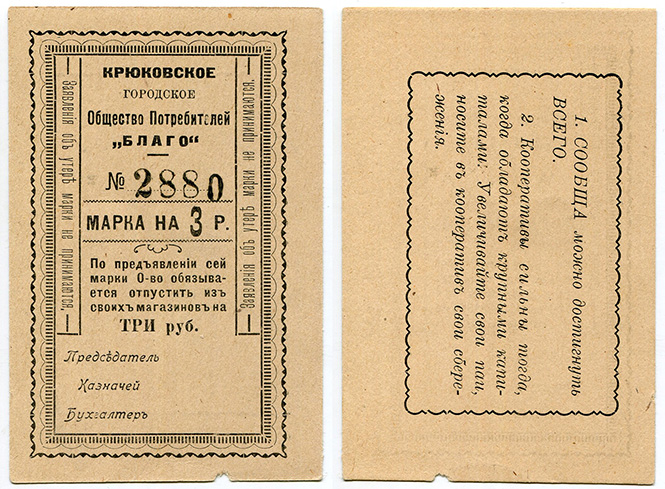 КРЮКОВСКОЕ
ГОРОДСКОЕ
Общество Потребителей
„БЛАГО“
№ 2880
МАРКА НА 3 Р.
По предъявленіи сей
марки О-во обязыва-
ется отпустить изъ
своихъ магазиновъ на
ТРИ руб.
Предсѣдатель
Казначей
Бухгалтеръ
Заявленія объ утерѣ марки не принимаются,
Заявленія объ утерѣ марки не принимаются.
1. СООБЩА можно достигнуть
ВСЕГО.
2. Кооперативы сильны тогда,
когда обладаютъ крупными капи-
талами: Увеличивайте свои паи,
носите въ кооперативъ свои сбере-
женія.